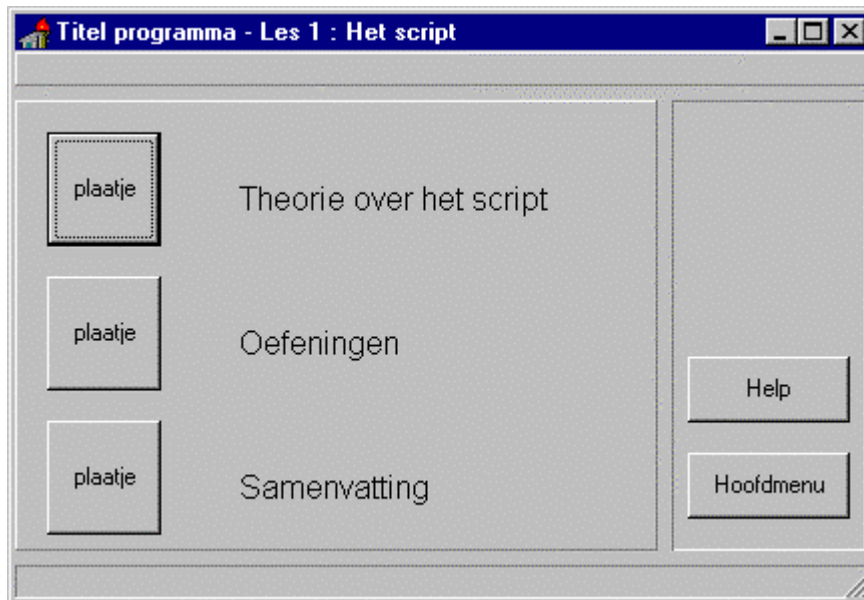 Titel programma - Les 1 : Het script
plaatje
Theorie over het script
plaatje
Oefeningen
plaatje
Samenvatting
Help
Hoofdmenu